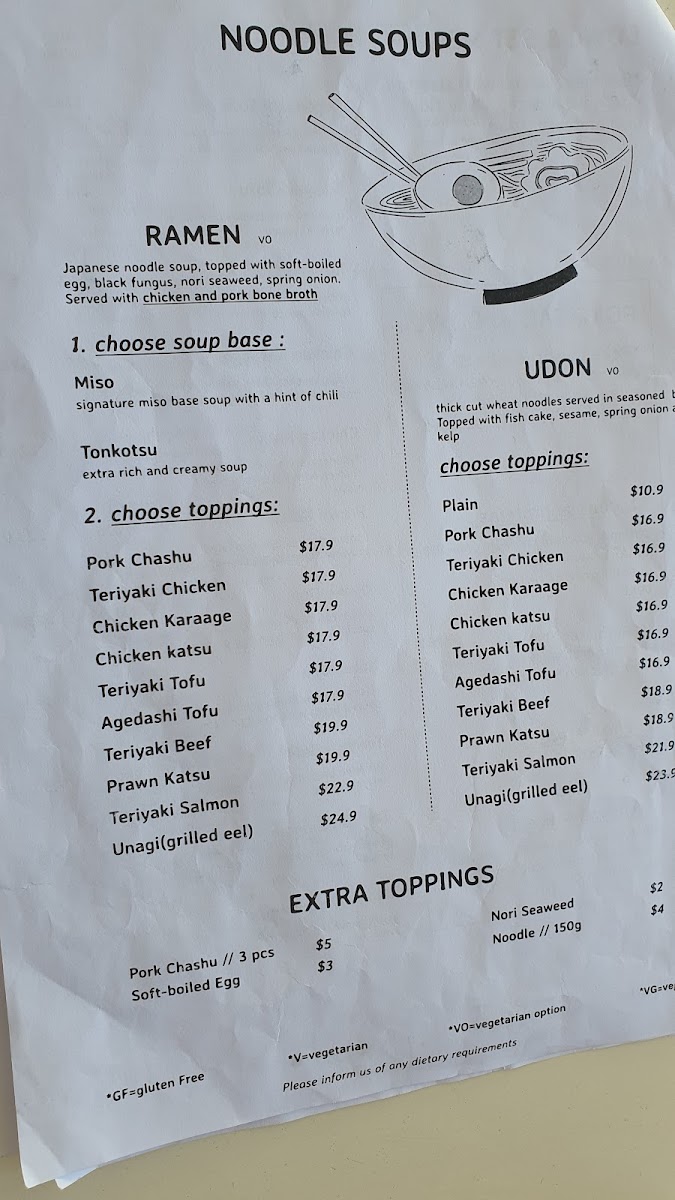 NOODLE SOUPS
RAMEN VO
Japanese noodle soup, topped with soft-boiled
egg, black fungus, nori seaweed, spring onion.
Served with chicken and pork bone broth
1. choose soup base :
Miso
signature miso base soup with a hint of chili
Tonkotsu
extra rich and creamy soup
2. choose toppings:
Pork Chashu $17.9
Teriyaki Chicken $17.9
Chicken Karaage $17.9
Chicken katsu $17.9
Teriyaki Tofu $17.9
Agedashi Tofu $17.9
Teriyaki Beef $19.9
Prawn Katsu $19.9
Teriyaki Salmon $22.9
Unagi(grilled eel) $24.9
UDON VO
thick cut wheat noodles served in seasoned
Topped with fish cake, sesame, spring onion
kelp
choose toppings:
Plain $10.9
Pork Chashu $16.9
Teriyaki Chicken $16.9
Chicken Karaage $16.9
Chicken katsu $16.9
Teriyaki Tofu $16.9
Agedashi Tofu $16.9
Teriyaki Beef $18.9
Prawn Katsu $18.9
Teriyaki Salmon $21.9
Unagi(grilled eel) $23.9
EXTRA TOPPINGS
Pork Chashu // 3 pcs $5
Soft-boiled Egg $3
Nori Seaweed $2
Noodle // 150g $4
*GF=gluten Free
*V=vegetarian
*VO=vegetarian option
Please inform us of any dietary requirements